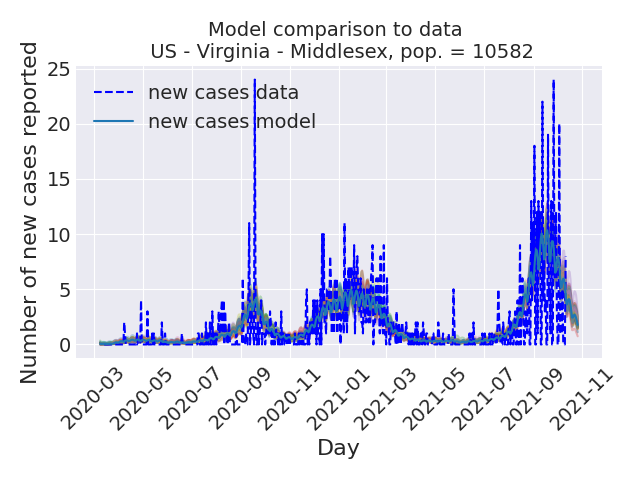 Model comparison to data
US - Virginia - Middlesex, pop. = 10582
Number of new cases reported
25
20
15
10
5
0
new cases data
new cases model
2020-03
2020-05
2020-07
2020-09
2020-11
2021-01
2021-03
2021-05
2021-07
2021-09
2021-11
Day